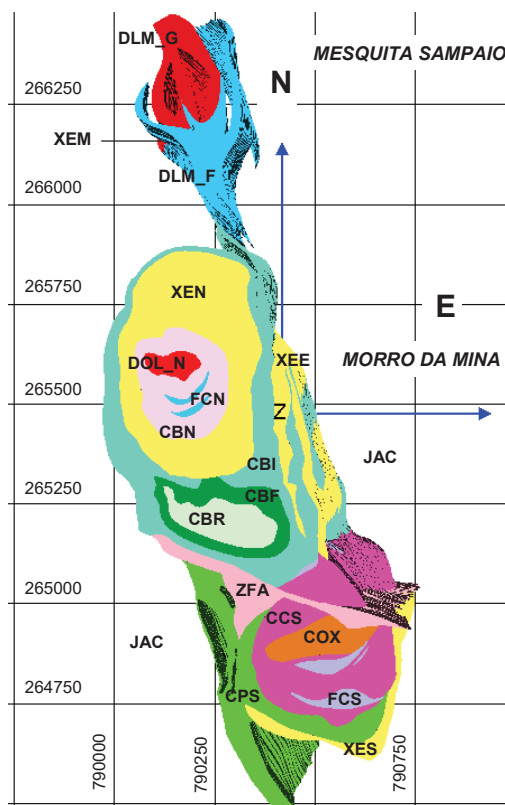 DLM_G
MESQUITA SAMPAIO
N
266250
XEM
DLM_F
266000
265750
XEN
E
DOL_N
XEE
MORRO DA MINA
265500
FCN
Z
CBN
CBI
JAC
265250
CBF
CBR
265000
ZFA
CCS
COX
JAC
264750
CPS
FCS
XES
790000
790250
790750